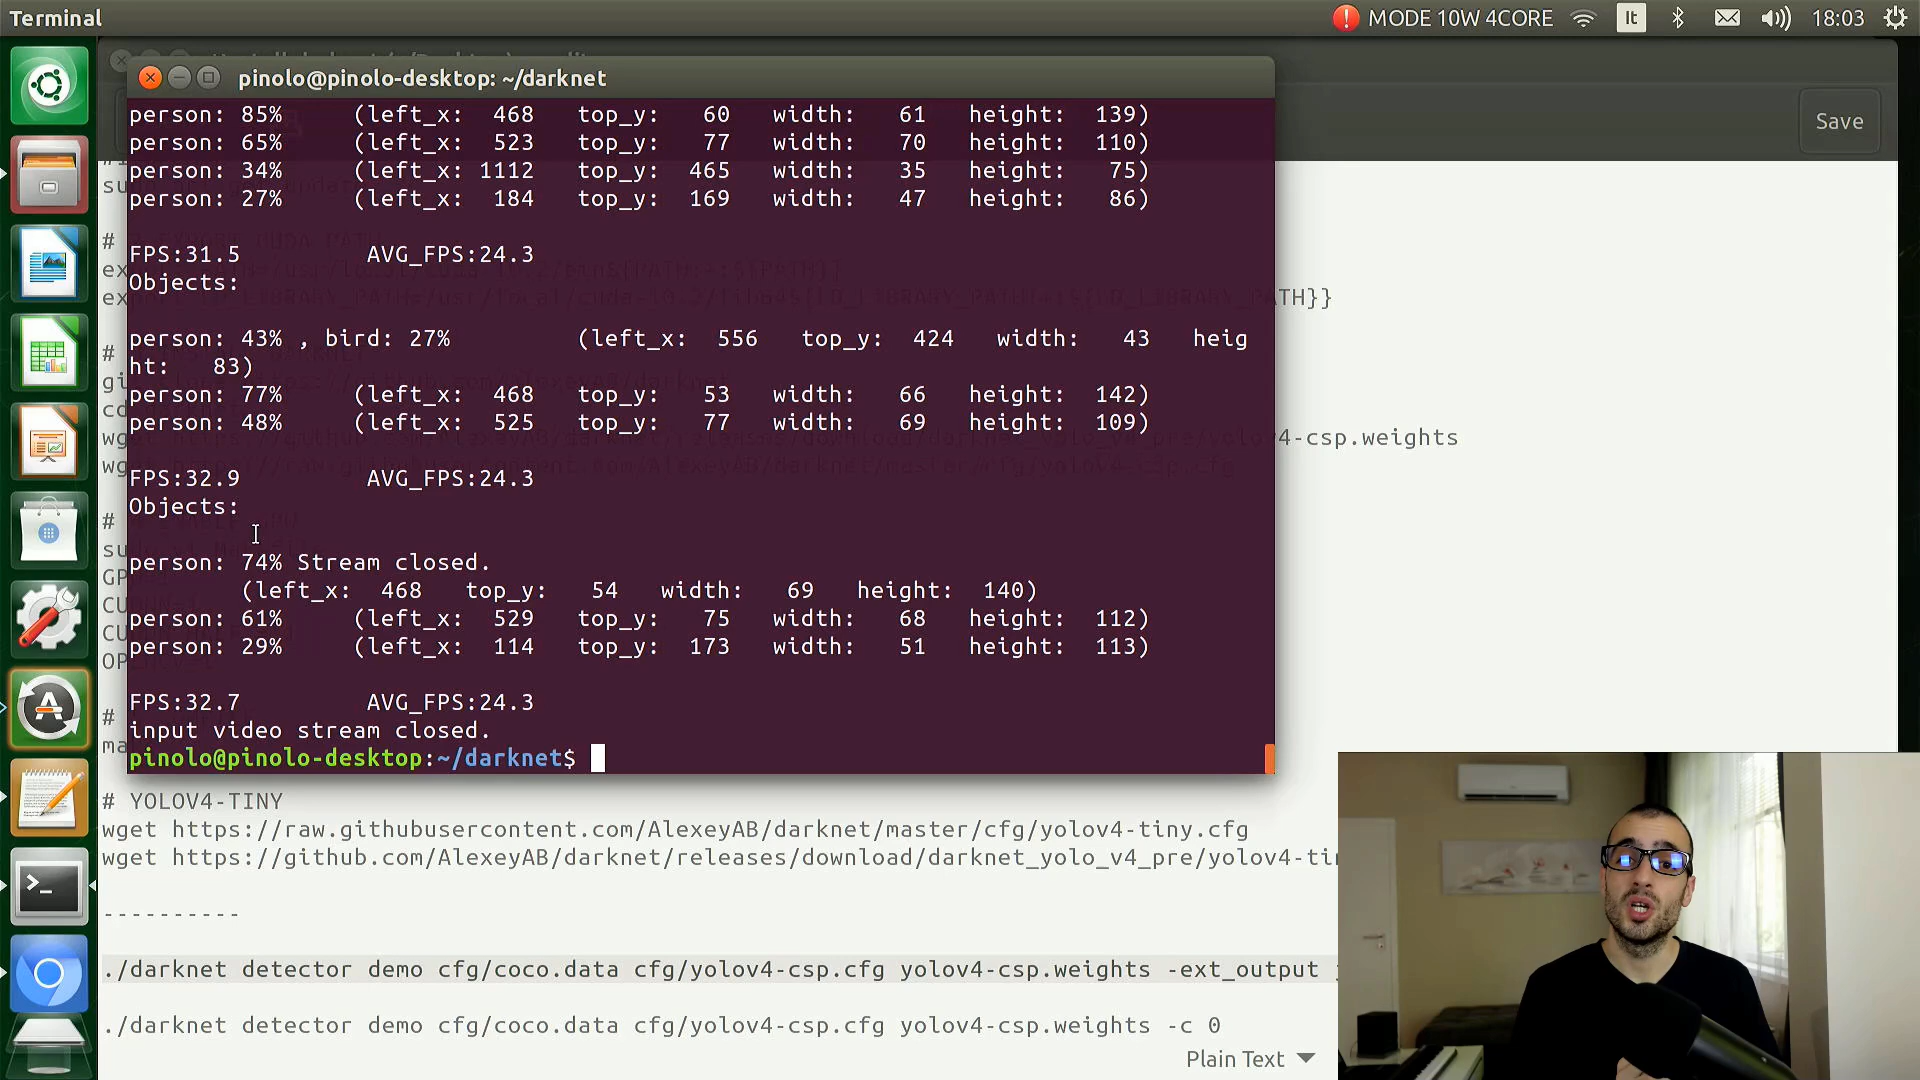 Terminal
MODE 10W 4CORE
It
18:03
pinolo@pinolo-desktop: ~/darknet
Save
person: 85% (left_x: 468 top_y: 60 width: 61 height: 139)
person: 65% (left_x: 523 top_y: 77 width: 70 height: 110)
person: 34% (left_x: 1112 top_y: 465 width: 35 height: 75)
person: 27% (left_x: 184 top_y: 169 width: 47 height: 86)
FPS:31.5 AVG_FPS:24.3
Objects:
person: 43% , bird: 27% (left_x: 556 top_y: 424 width: 43 heig
ht: 83)
person: 77% (left_x: 468 top_y: 53 width: 66 height: 142)
person: 48% (left_x: 525 top_y: 77 width: 69 height: 109)
FPS:32.9 AVG_FPS:24.3
Objects:
person: 74% Stream closed.
(left_x: 468 top_y: 54 width: 69 height: 140)
person: 61% (left_x: 529 top_y: 75 width: 68 height: 112)
person: 29% (left_x: 114 top_y: 173 width: 51 height: 113)
FPS:32.7 AVG_FPS:24.3
input video stream closed.
pinolo@pinolo-desktop:~/darknet$
# YOLOV4-TINY
wget https://raw.githubusercontent.com/AlexeyAB/darknet/master/cfg/yolov4-tiny.cfg
wget https://github.com/AlexeyAB/darknet/releases/download/darknet_yolo_v4_pre/yolov4-ti
----------
./darknet detector demo cfg/coco.data cfg/yolov4-csp.cfg yolov4-csp.weights -ext_output
./darknet detector demo cfg/coco.data cfg/yolov4-csp.cfg yolov4-csp.weights -c 0
Plain Text